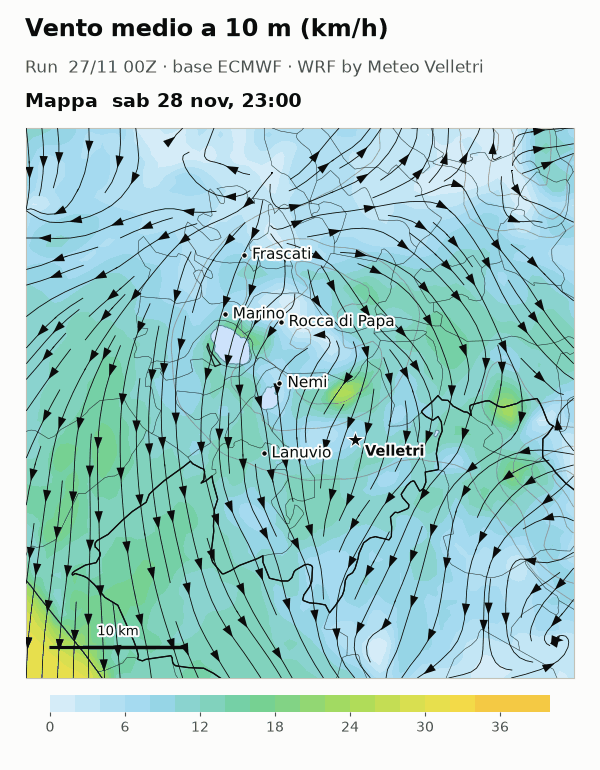 Vento medio a 10 m (km/h)
Run  27/11 00Z · base ECMWF · WRF by Meteo Velletri
Mappa  sab 28 nov, 23:00
Frascati
Marino
Rocca di Papa
Nemi
Velletri
Lanuvio
10 km
0 6 12 18 24 30 36